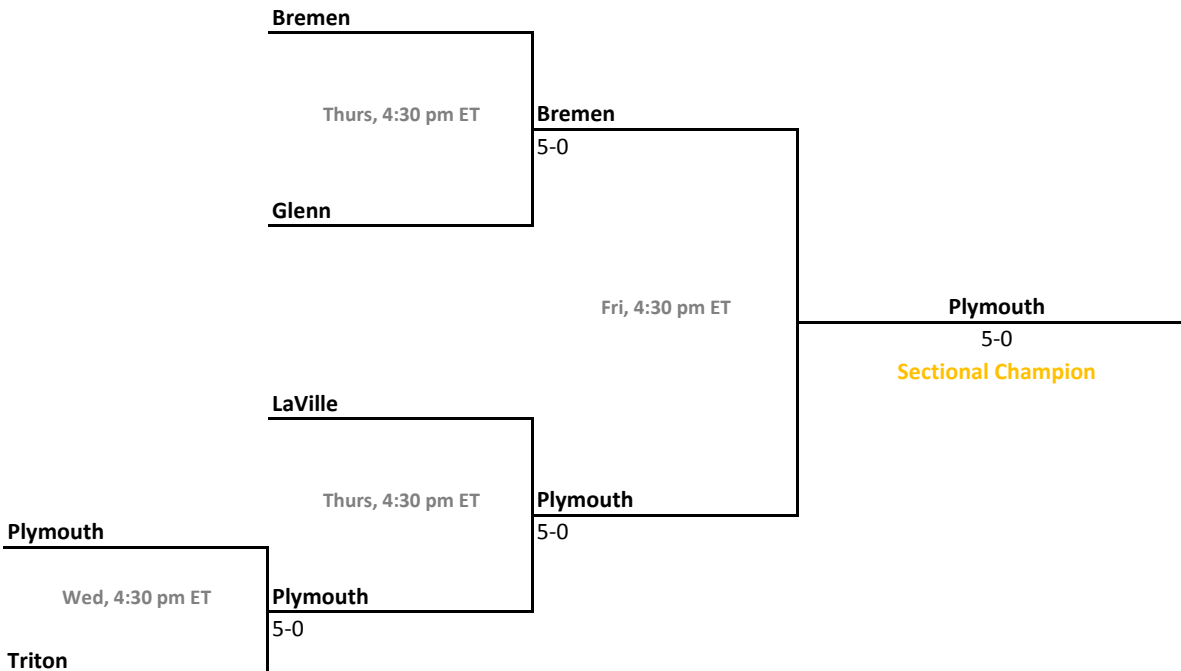 Bremen
Thurs, 4:30 pm ET
Bremen
5-0
Glenn
Fri, 4:30 pm ET
Plymouth
5-0
Sectional Champion
LaVille
Thurs, 4:30 pm ET
Plymouth
5-0
Plymouth
Wed, 4:30 pm ET
Plymouth
5-0
Triton